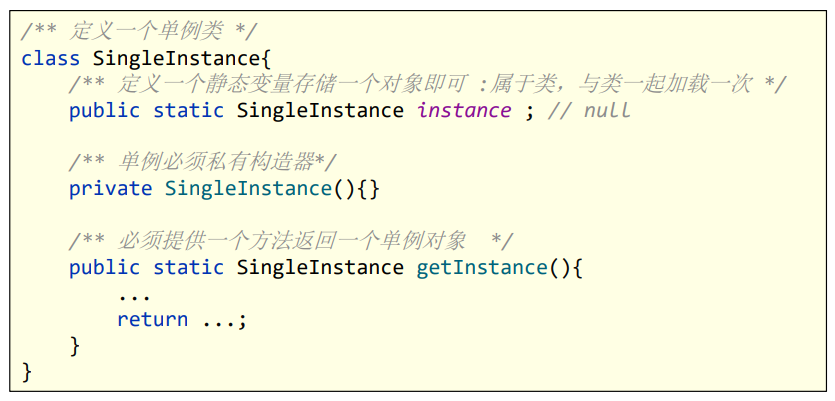 /** 定义一个单例类 */
class SingleInstance{
    /** 定义一个静态变量存储一个对象即可 :属于类，与类一起加载一次 */
    public static SingleInstance instance ; // null
    /** 单例必须私有构造器*/
    private SingleInstance(){}
    /** 必须提供一个方法返回一个单例对象  */
    public static SingleInstance getInstance(){
        ...
        return ...;
    }
}